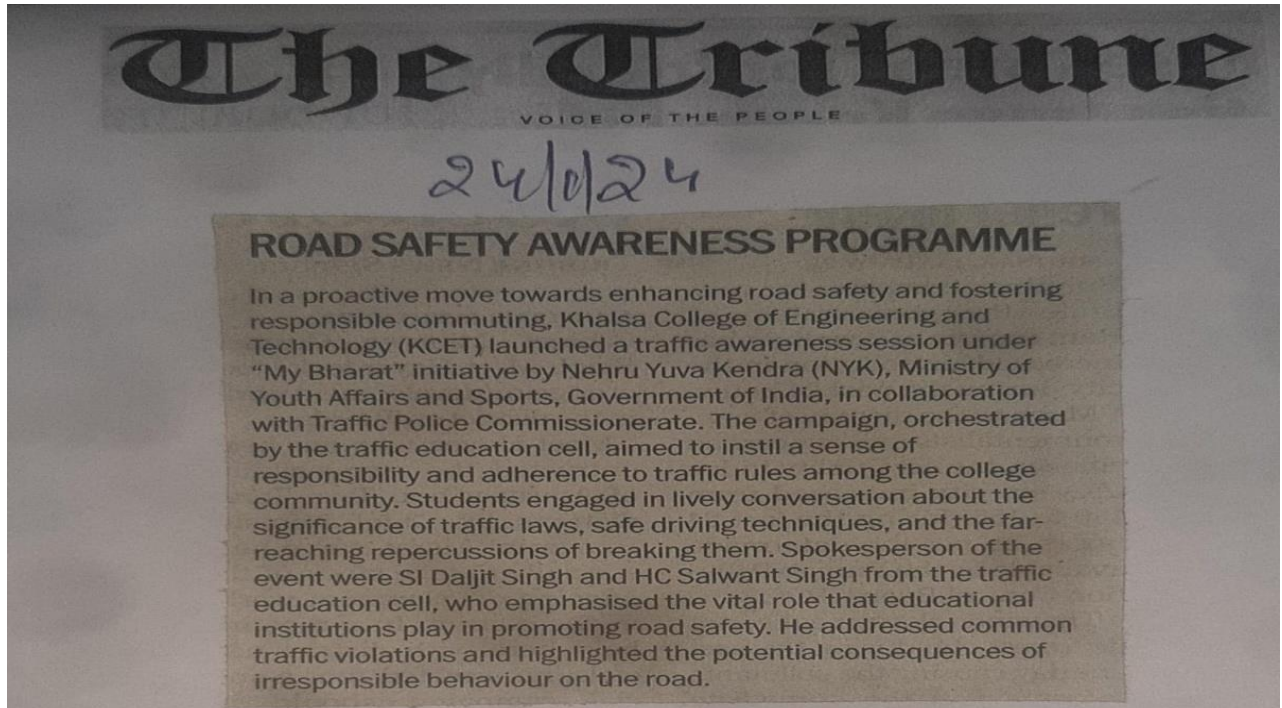 The Tribune
VOICE OF THE PEOPLE
ROAD SAFETY AWARENESS PROGRAMME
In a proactive move towards enhancing road safety and fostering
responsible commuting, Khalsa College of Engineering and
Technology (KCET) launched a traffic awareness session under
“My Bharat” initiative by Nehru Yuva Kendra (NYK), Ministry of
Youth Affairs and Sports, Government of India, in collaboration
with Traffic Police Commissionerate. The campaign, orchestrated
by the traffic education cell, aimed to instil a sense of
responsibility and adherence to traffic rules among the college
community. Students engaged in lively conversation about the
significance of traffic laws, safe driving techniques, and the far-
reaching repercussions of breaking them. Spokesperson of the
event were SI Daljit Singh and HC Salwant Singh from the traffic
education cell, who emphasised the vital role that educational
institutions play in promoting road safety. He addressed common
traffic violations and highlighted the potential consequences of
irresponsible behaviour on the road.